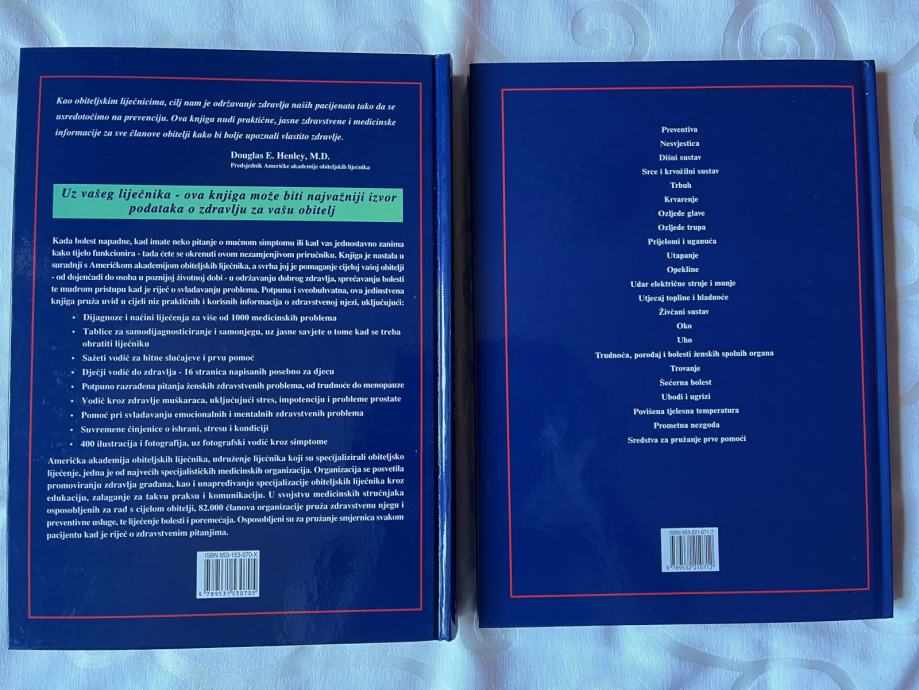 Kao obiteljskim liječnicima, cilj nam je održavanje zdravlja naših pacijenata tako da se
usredotočimo na prevenciju. Ova knjiga nudi praktične, jasne zdravstvene i medicinske
informacije za sve članove obitelji kako bi bolje upoznali vlastito zdravlje.
Douglas E. Henley, M.D.
Predsjednik Američke akademije obiteljskih liječnika
Uz vašeg liječnika - ova knjiga može biti najvažniji izvor
podataka o zdravlju za vašu obitelj
Kada bolest napadne, kad imate neko pitanje o mučnom simptomu ili kad vas jednostavno zanima
kako tijelo funkcionira - tada ćete se okrenuti ovom nezamjenjivom priručniku. Knjiga je nastala u
suradnji s Američkom akademijom obiteljskih liječnika, a svrha joj je pomaganje cijeloj vašoj obitelji
- od dojenčadi do osoba u poznijoj životnoj dobi - u održavanju dobrog zdravlja, sprečavanju bolesti
te mudrom pristupu kad je riječ o svladavanju problema. Potpuna i sveobuhvatna, ova jedinstvena
knjiga pruža uvid u cijeli niz praktičnih i korisnih informacija o zdravstvenoj njezi, uključujući:
• Dijagnoze i načini liječenja za više od 1000 medicinskih problema
• Tablice za samodijagnosticiranje i samonjegu, uz jasne savjete o tome kad se treba
obratiti liječniku
• Sažeti vodič za hitne slučajeve i prvu pomoć
• Dječji vodič do zdravlja - 16 stranica napisanih posebno za djecu
• Potpuno razrađena pitanja ženskih zdravstvenih problema, od trudnoće do menopauze
• Vodič kroz zdravlje muškaraca, uključujući stres, impotenciju i probleme prostate
• Pomoć pri svladavanju emocionalnih i mentalnih zdravstvenih problema
• Suvremene činjenice o ishrani, stresu i kondiciji
• 400 ilustracija i fotografija, uz fotografski vodič kroz simptome
Američka akademija obiteljskih liječnika, udruženje liječnika koji su specijalizirali obiteljsko
liječenje, jedna je od najvećih specijalističkih medicinskih organizacija. Organizacija se posvetila
promoviranju zdravlja građana, kao i unapređivanju specijalizacije obiteljskih liječnika kroz
edukaciju, zalaganje za takvu praksu i komunikaciju. U svojstvu medicinskih stručnjaka
osposobljenih za rad s cijelom obitelji, 82.000 članova organizacije pruža zdravstvenu njegu i
preventivne usluge, te liječenje bolesti i poremećaja. Osposobljeni su za pružanje smjernica svakom
pacijentu kad je riječ o zdravstvenim pitanjima.
ISBN 953-153-070-X
9 789531 530705
Preventiva
Nesvjestica
Dišni sustav
Srce i krvožilni sustav
Trbuh
Krvarenje
Ozljede glave
Ozljede trupa
Prijelomi i uganuća
Utapanje
Opekline
Udar električne struje i munje
Utjecaj topline i hladnoće
Živčani sustav
Oko
Uho
Trudnoća, porođaj i bolesti ženskih spolnih organa
Trovanje
Šećerna bolest
Ubodi i ugrizi
Povišena tjelesna temperatura
Prometna nezgoda
Sredstva za pružanje prve pomoći
ISBN 953-221-071-7
9 789532 210712